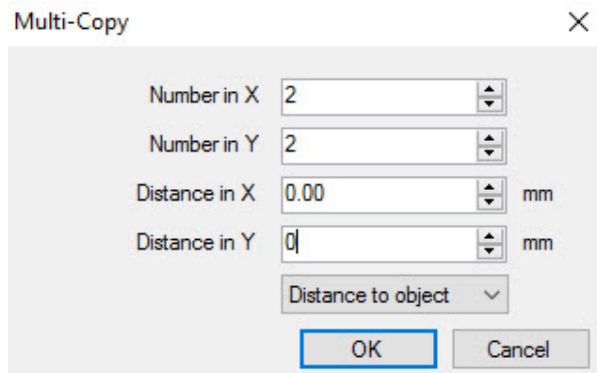 Multi-Copy
Number in X 2
Number in Y 2
Distance in X 0.00 mm
Distance in Y 0 mm
Distance to object
OK Cancel